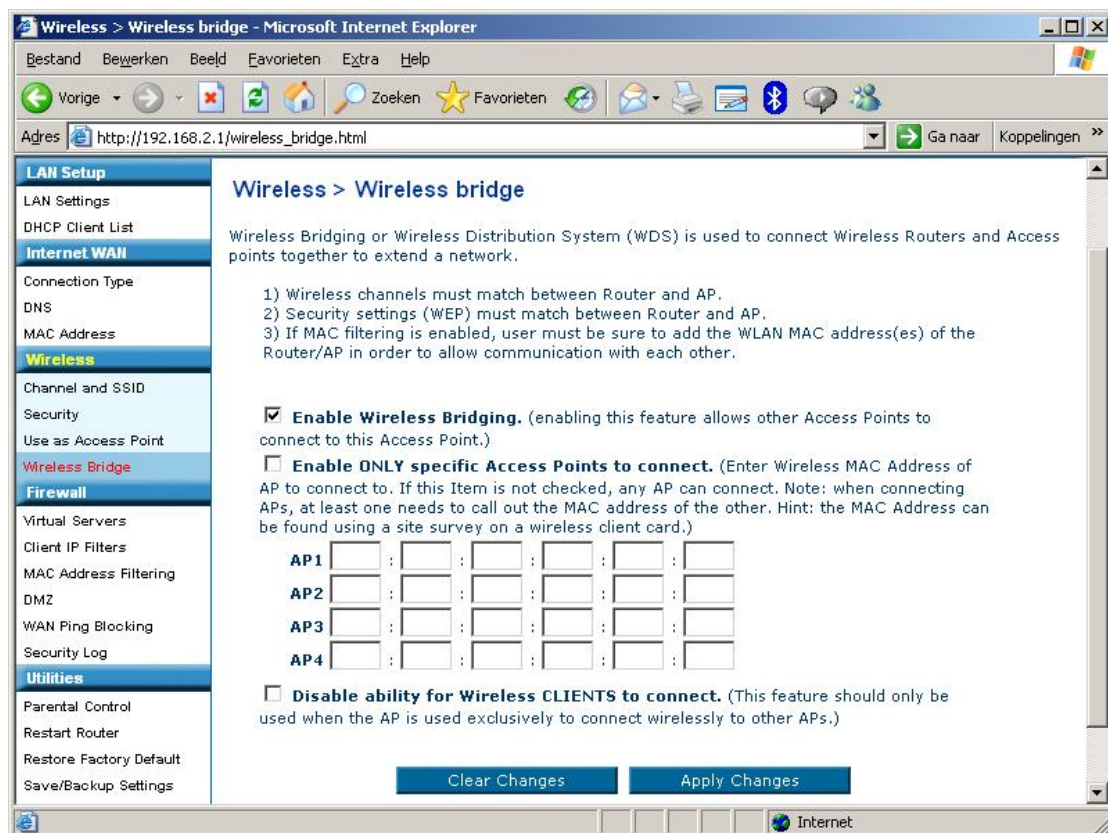 Wireless > Wireless bridge - Microsoft Internet Explorer
Bestand Bewerken Beeld Favorieten Extra Help
Vorige Zoeken Favorieten
Adres http://192.168.2.1/wireless_bridge.html Ga naar Koppelingen »
LAN Setup
LAN Settings
DHCP Client List
Internet WAN
Connection Type
DNS
MAC Address
Wireless
Channel and SSID
Security
Use as Access Point
Wireless Bridge
Firewall
Virtual Servers
Client IP Filters
MAC Address Filtering
DMZ
WAN Ping Blocking
Security Log
Utilities
Parental Control
Restart Router
Restore Factory Default
Save/Backup Settings
Wireless > Wireless bridge
Wireless Bridging or Wireless Distribution System (WDS) is used to connect Wireless Routers and Access
points together to extend a network.
1) Wireless channels must match between Router and AP.
2) Security settings (WEP) must match between Router and AP.
3) If MAC filtering is enabled, user must be sure to add the WLAN MAC address(es) of the
Router/AP in order to allow communication with each other.
Enable Wireless Bridging. (enabling this feature allows other Access Points to
connect to this Access Point.)
Enable ONLY specific Access Points to connect. (Enter Wireless MAC Address of
AP to connect to. If this Item is not checked, any AP can connect. Note: when connecting
APs, at least one needs to call out the MAC address of the other. Hint: the MAC Address can
be found using a site survey on a wireless client card.)
AP1 : : : : :
AP2 : : : : :
AP3 : : : : :
AP4 : : : : :
Disable ability for Wireless CLIENTS to connect. (This feature should only be
used when the AP is used exclusively to connect wirelessly to other APs.)
Clear Changes Apply Changes
Internet